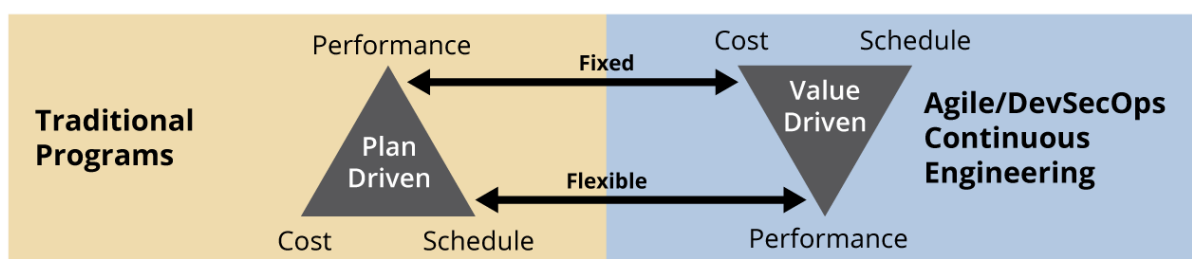 Traditional
Programs
Performance
Plan
Driven
Cost
Schedule
Fixed
Flexible
Cost
Schedule
Value
Driven
Performance
Agile/DevSecOps
Continuous
Engineering